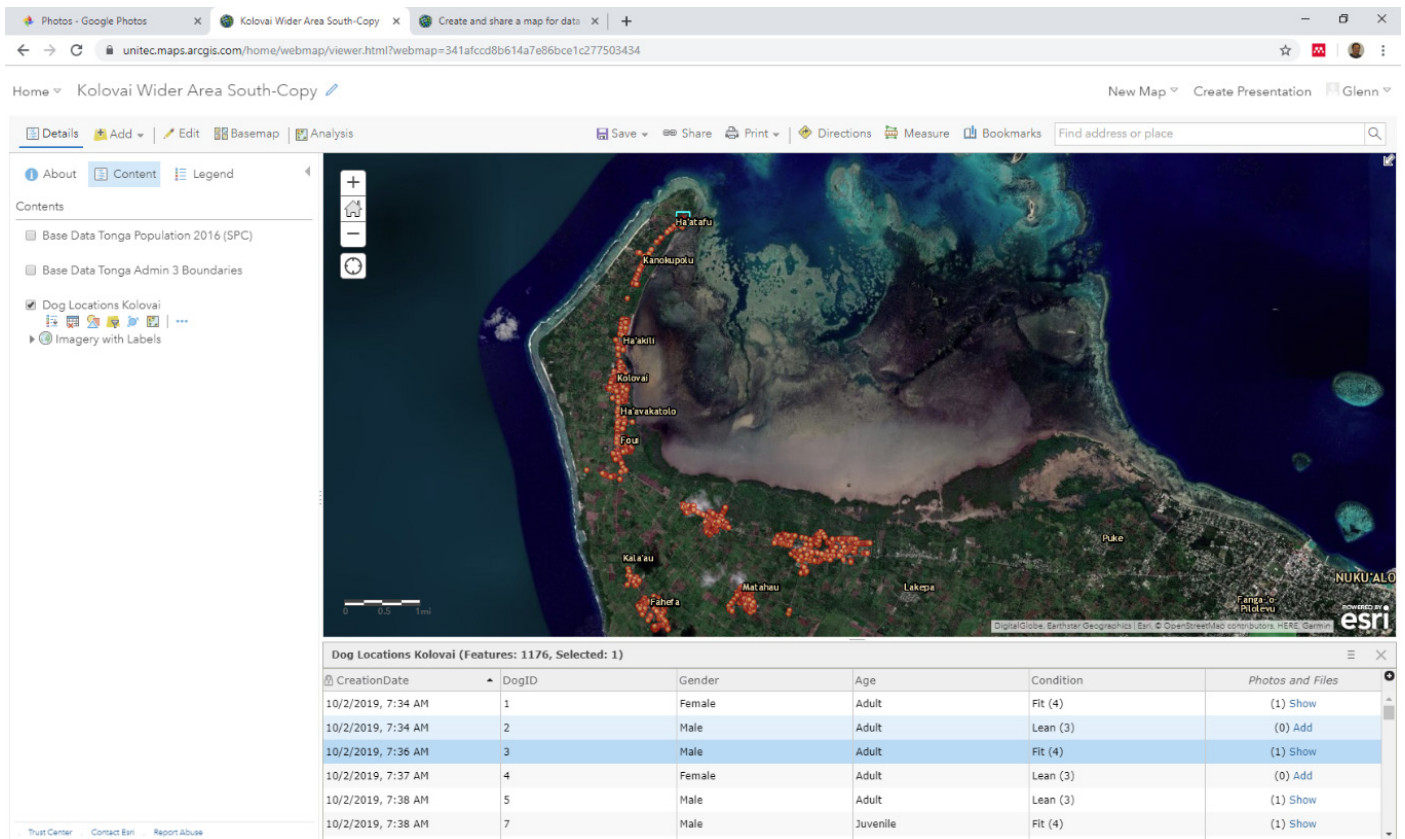 Photos - Google Photos
Kolovai Wider Area South-Copy
Create and share a map for data
unitec.maps.arcgis.com/home/webmap/viewer.html?webmap=341afccd8b614a7e86bce1c277503434
Home Kolovai Wider Area South-Copy
New Map Create Presentation Glenn
Details Add Edit Basemap Analysis
Save Share Print Directions Measure Bookmarks Find address or place
About Content Legend
Contents
Base Data Tonga Population 2016 (SPC)
Base Data Tonga Admin 3 Boundaries
Dog Locations Kolovai
Imagery with Labels
Ha'atafu
Kanokupolu
Ha'akili
Kolovai
Ha'avakatolo
Foui
Puke
Kala'au
Matahau
Lakepa
NUKU'ALO
Fahefa
Fanga-o-
Pilolevu
0 0.5 1mi
POWERED BY
esri
DigitalGlobe, Earthstar Geographics | Esri, © OpenStreetMap contributors, HERE, Garmin
Dog Locations Kolovai (Features: 1176, Selected: 1)
CreationDate DogID Gender Age Condition Photos and Files
10/2/2019, 7:34 AM 1 Female Adult Fit (4) (1) Show
10/2/2019, 7:34 AM 2 Male Adult Lean (3) (0) Add
10/2/2019, 7:36 AM 3 Male Adult Fit (4) (1) Show
10/2/2019, 7:37 AM 4 Female Adult Lean (3) (0) Add
10/2/2019, 7:38 AM 5 Male Adult Lean (3) (1) Show
10/2/2019, 7:38 AM 7 Male Juvenile Fit (4) (1) Show
Trust Center Contact Esri Report Abuse